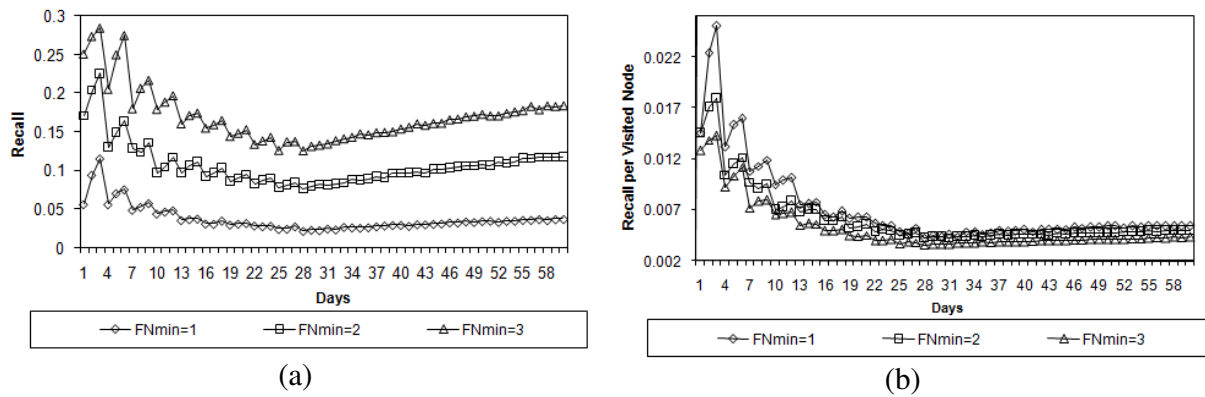 0.3
0.25
0.2
0.15
0.1
0.05
0
Recall
1 4 7 10 13 16 19 22 25 28 31 34 37 40 43 46 49 52 55 58
Days
FNmin=1 FNmin=2 FNmin=3
(a)
0.022
0.017
0.012
0.007
0.002
Recall per Visited Node
1 4 7 10 13 16 19 22 25 28 31 34 37 40 43 46 49 52 55 58
Days
FNmin=1 FNmin=2 FNmin=3
(b)